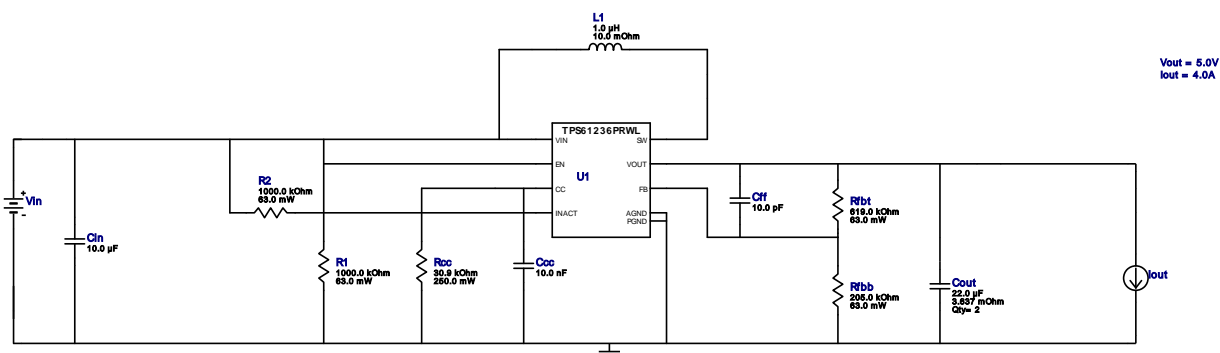 L1
1.0 µH
10.0 mOhm
Vout = 5.0V
Iout = 4.0A
TPS61236PRWL
VIN
SW
EN
VOUT
U1
CC
FB
INACT
AGND
PGND
R2
1000.0 kOhm
63.0 mW
Vin
+
-
Cin
10.0 µF
R1
1000.0 kOhm
63.0 mW
Rcc
30.9 kOhm
250.0 mW
Ccc
10.0 nF
Cff
10.0 pF
Rfbt
619.0 kOhm
63.0 mW
Rfbb
205.0 kOhm
63.0 mW
Cout
22.0 µF
3.637 mOhm
Qty= 2
Iout